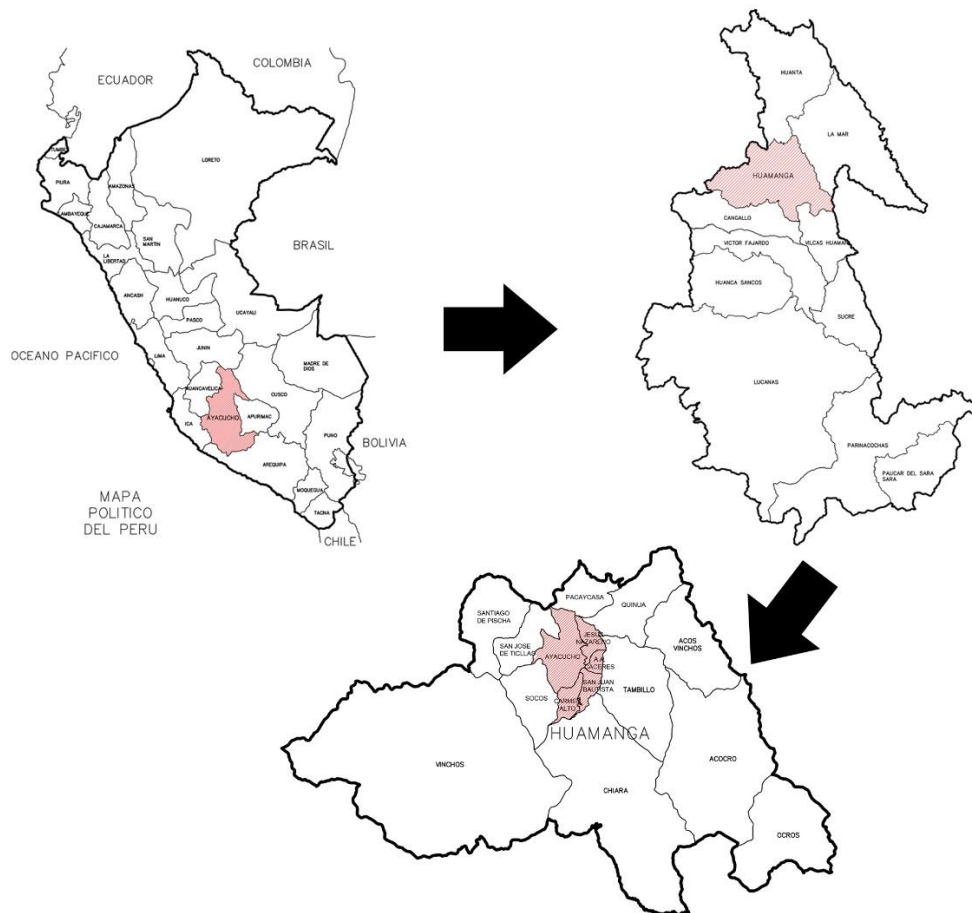 ECUADOR
COLOMBIA
TUMBES
LORETO
PIURA
AMAZONAS
LAMBAYEQUE
CAJAMARCA
SAN
MARTIN
BRASIL
LA
LIBERTAD
ANCASH
HUANUCO
UCAYALI
PASCO
OCEANO PACIFICO
LIMA
JUNIN
MADRE DE
DIOS
HUANCAVELICA
CUSCO
AYACUCHO
APURIMAC
ICA
PUNO
BOLIVIA
AREQUIPA
MOQUEGUA
TACNA
MAPA
POLITICO
DEL PERU
CHILE
HUANTA
LA MAR
HUAMANGA
CANGALLO
VICTOR FAJARDO
VILCAS HUAMAN
HUANCA SANCOS
SUCRE
LUCANAS
PARINACOCHAS
PAUCAR DEL SARA
SARA
PACAYCASA
QUINUA
SANTIAGO
DE PISCHA
JESUS
NAZARENO
ACOS
VINCHOS
SAN JOSE
DE TICLLAS
AYACUCHO
A.A.
CACERES
SAN JUAN
BAUTISTA
TAMBILLO
SOCOS
CARMEN
ALTO
HUAMANGA
VINCHOS
ACOCRO
CHIARA
OCROS